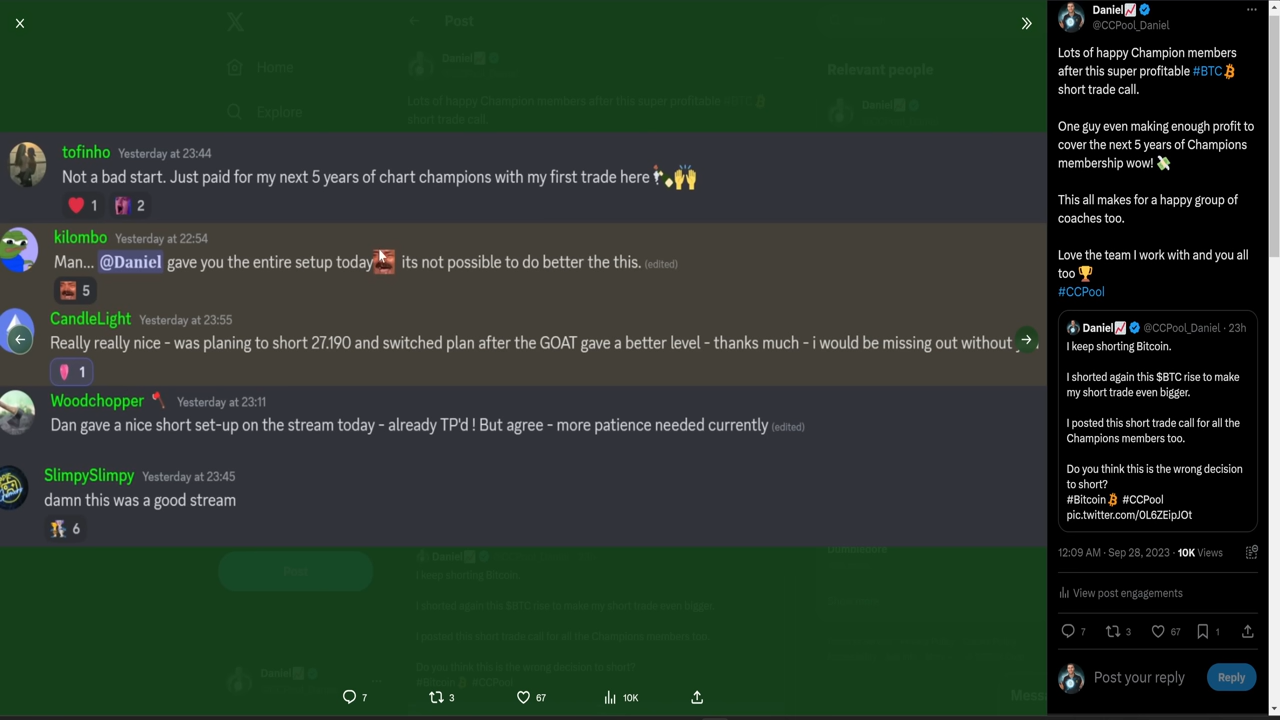 Post
Home
Explore
Daniel
Lots of happy Champion members after this super profitable
short trade call.
Relevant people
Daniel
tofinho Yesterday at 23:44
Not a bad start. Just paid for my next 5 years of chart champions with my first trade here
1 2
kilombo Yesterday at 22:54
Man... @Daniel gave you the entire setup today its not possible to do better the this. (edited)
5
CandleLight Yesterday at 23:55
Really really nice - was planing to short 27.190 and switched plan after the GOAT gave a better level - thanks much - i would be missing out without
1
Woodchopper Yesterday at 23:11
Dan gave a nice short set-up on the stream today - already TP'd ! But agree - more patience needed currently (edited)
SlimpySlimpy Yesterday at 23:45
damn this was a good stream
6
Post
Daniel @CCPool_Daniel
I keep shorting Bitcoin.
I shorted again this $BTC rise to make my short trade even bigger.
I posted this short trade call for all the Champions members too.
Do you think this is the wrong decision to short?
#Bitcoin #CCPool
Daniel
7 3 67 10K
Daniel
@CCPool_Daniel
Lots of happy Champion members
after this super profitable #BTC
short trade call.
One guy even making enough profit to
cover the next 5 years of Champions
membership wow!
This all makes for a happy group of
coaches too.
Love the team I work with and you all
too
#CCPool
Daniel @CCPool_Daniel · 23h
I keep shorting Bitcoin.
I shorted again this $BTC rise to make
my short trade even bigger.
I posted this short trade call for all the
Champions members too.
Do you think this is the wrong decision
to short?
#Bitcoin #CCPool
pic.twitter.com/0L6ZEipJOt
12:09 AM · Sep 28, 2023 · 10K Views
View post engagements
7 3 67 1
Post your reply Reply